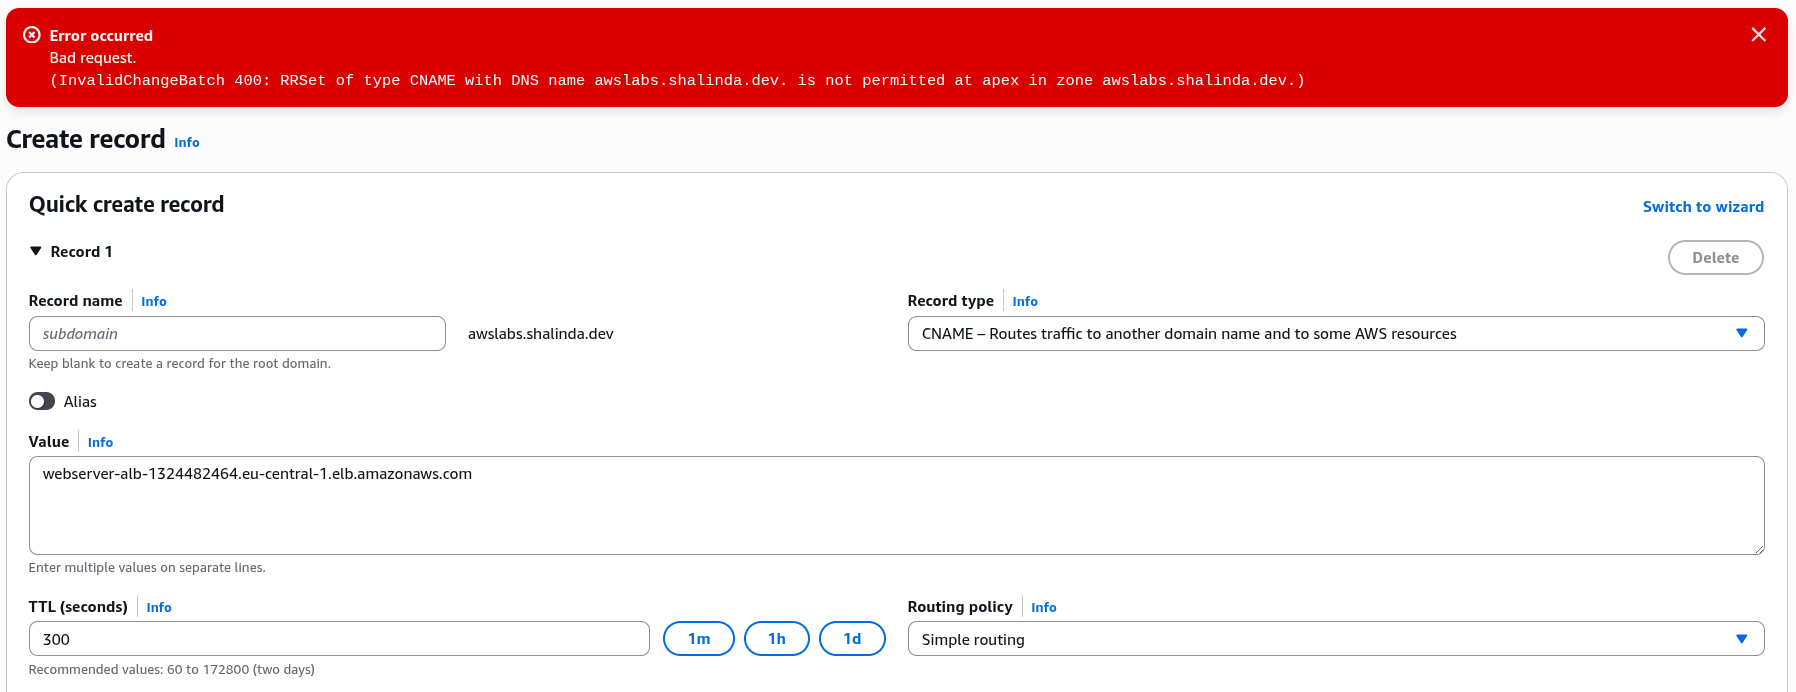 Error occurred
Bad request.
(InvalidChangeBatch 400: RRSet of type CNAME with DNS name awslabs.shalinda.dev. is not permitted at apex in zone awslabs.shalinda.dev.)
Create record Info
Quick create record
Switch to wizard
Record 1
Delete
Record name Info
subdomain
awslabs.shalinda.dev
Keep blank to create a record for the root domain.
Record type Info
CNAME – Routes traffic to another domain name and to some AWS resources
Alias
Value Info
webserver-alb-1324482464.eu-central-1.elb.amazonaws.com
Enter multiple values on separate lines.
TTL (seconds) Info
300
1m
1h
1d
Recommended values: 60 to 172800 (two days)
Routing policy Info
Simple routing